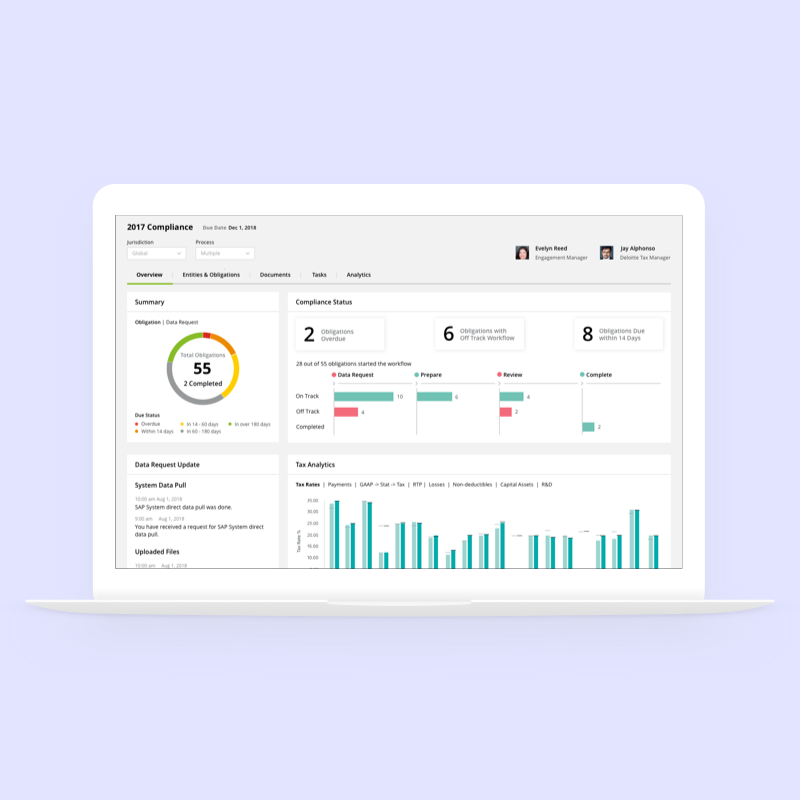 2017 Compliance Due Date Dec 1, 2018
Jurisdiction Process
Global Multiple
Evelyn Reed
Engagement Manager
Jay Alphonso
Deloitte Tax Manager
Overview | Entities & Obligations | Documents | Tasks | Analytics
Summary
Obligation | Data Request
Total Obligations
55
2 Completed
Due Status
Overdue In 14 - 60 days In over 180 days
Within 14 days In 60 - 180 days
Compliance Status
2 Obligations
Overdue
6 Obligations with
Off Track Workflow
8 Obligations Due
within 14 Days
28 out of 55 obligations started the workflow
Data Request Prepare Review Complete
On Track 10 6 4
Off Track 4 2
Completed 2
Data Request Update
System Data Pull
10:00 am Aug 1, 2018
SAP System direct data pull was done.
9:00 am Aug 1, 2018
You have received a request for SAP System direct
data pull.
Uploaded Files
10:00 am Aug 1, 2018
Tax Analytics
Tax Rates | Payments | GAAP -> Stat -> Tax | RTP | Losses | Non-deductibles | Capital Assets | R&D
Tax Rate %
35.00
30.00
25.00
20.00
15.00
10.00